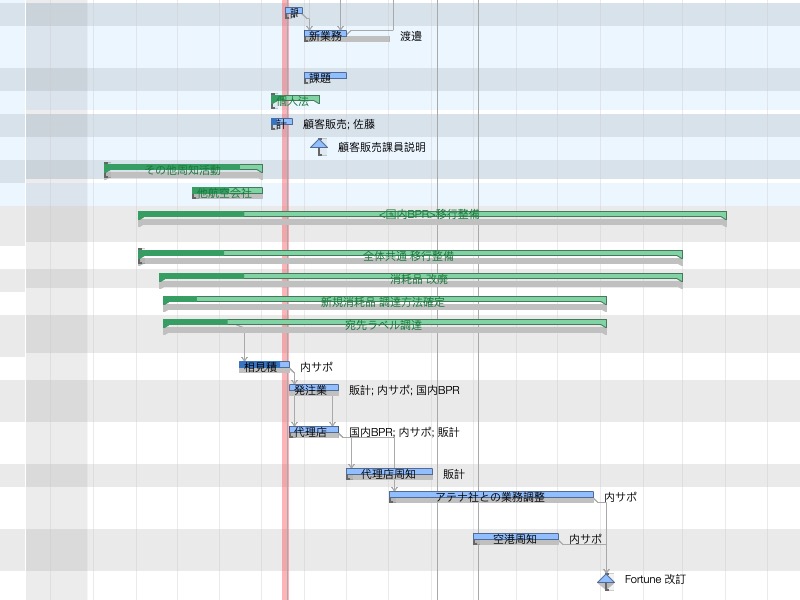 新業務
渡邉
課題
個人法
計
顧客販売; 佐藤
顧客販売課員説明
その他周知活動
他航空会社
<国内BPR>移行整備
全体共通 移行整備
消耗品 改廃
新規消耗品 調達方法確定
宛先ラベル調達
相見積
内サポ
発注業
販計; 内サポ; 国内BPR
代理店
国内BPR; 内サポ; 販計
代理店周知
販計
アテナ社との業務調整
内サポ
空港周知
内サポ
Fortune 改訂